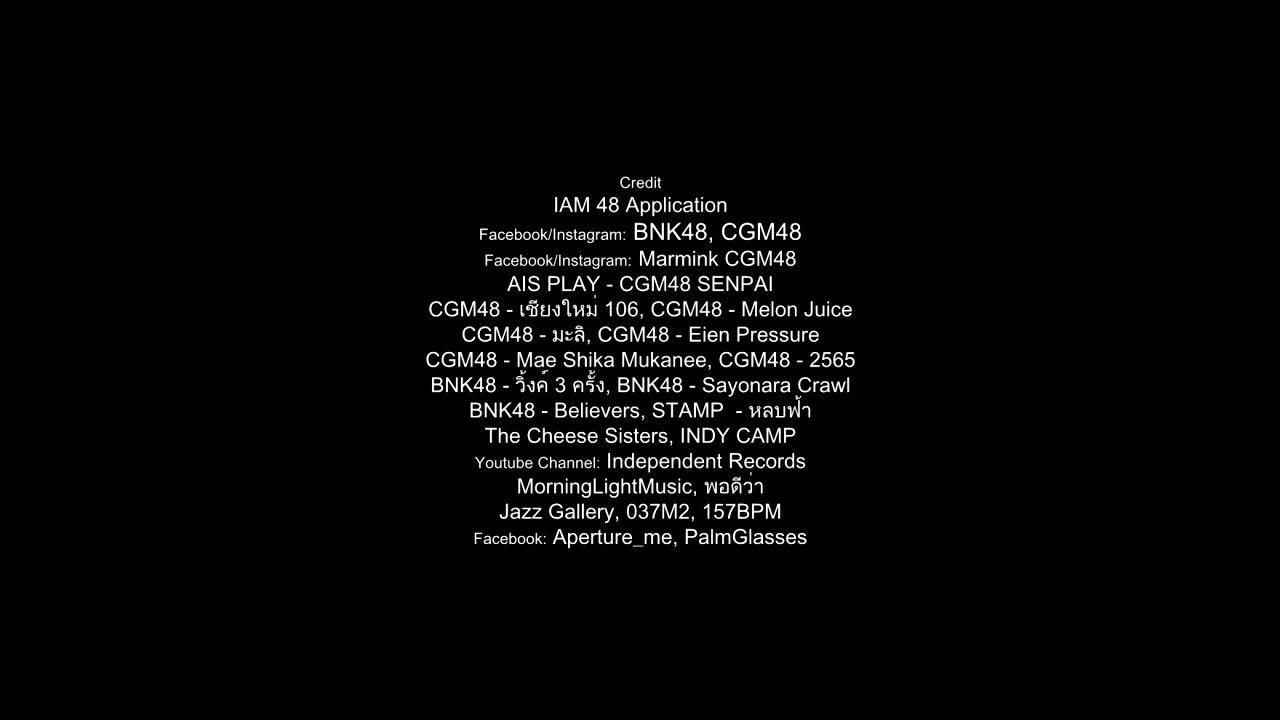 Credit
IAM 48 Application
Facebook/Instagram: BNK48, CGM48
Facebook/Instagram: Marmink CGM48
AIS PLAY - CGM48 SENPAI
CGM48 - เชียงใหม่ 106, CGM48 - Melon Juice
CGM48 - มะลิ, CGM48 - Eien Pressure
CGM48 - Mae Shika Mukanee, CGM48 - 2565
BNK48 - วิ้งค์ 3 ครั้ง, BNK48 - Sayonara Crawl
BNK48 - Believers, STAMP  - หลบฟ้า
The Cheese Sisters, INDY CAMP
Youtube Channel: Independent Records
MorningLightMusic, พอดีว่า
Jazz Gallery, 037M2, 157BPM
Facebook: Aperture_me, PalmGlasses